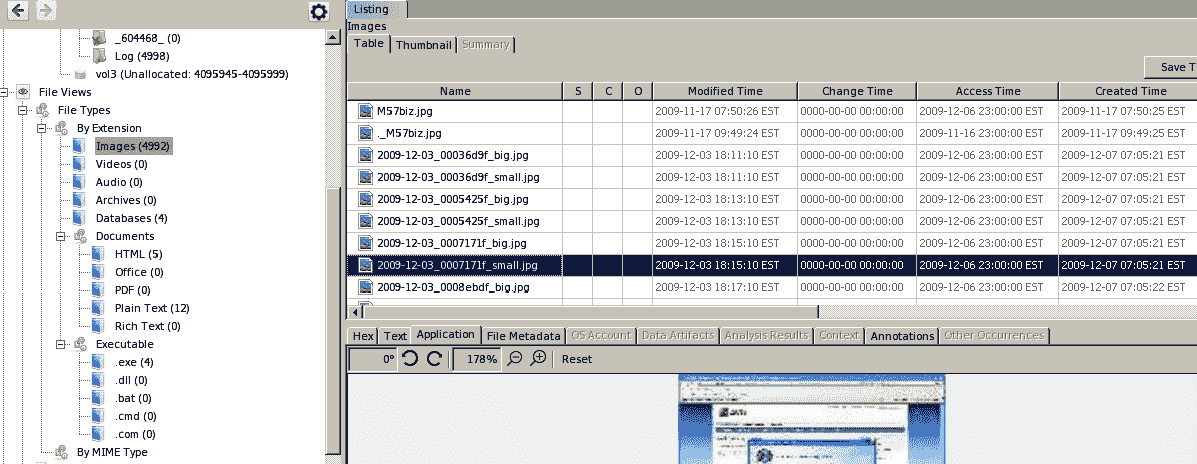 _604468_ (0)
Log (4998)
vol3 (Unallocated: 4095945-4095999)
File Views
File Types
By Extension
Images (4992)
Videos (0)
Audio (0)
Archives (0)
Databases (4)
Documents
HTML (5)
Office (0)
PDF (0)
Plain Text (12)
Rich Text (0)
Executable
.exe (4)
.dll (0)
.bat (0)
.cmd (0)
.com (0)
By MIME Type
Listing
Images
Table Thumbnail Summary
Save T
Name S C O Modified Time Change Time Access Time Created Time
M57biz.jpg 2009-11-17 07:50:26 EST 0000-00-00 00:00:00 2009-12-06 23:00:00 EST 2009-11-17 07:50:25 EST
._M57biz.jpg 2009-11-17 09:49:24 EST 0000-00-00 00:00:00 2009-11-16 23:00:00 EST 2009-11-17 09:49:25 EST
2009-12-03_00036d9f_big.jpg 2009-12-03 18:11:10 EST 0000-00-00 00:00:00 2009-12-06 23:00:00 EST 2009-12-07 07:05:21 EST
2009-12-03_00036d9f_small.jpg 2009-12-03 18:11:10 EST 0000-00-00 00:00:00 2009-12-06 23:00:00 EST 2009-12-07 07:05:21 EST
2009-12-03_0005425f_big.jpg 2009-12-03 18:13:10 EST 0000-00-00 00:00:00 2009-12-06 23:00:00 EST 2009-12-07 07:05:21 EST
2009-12-03_0005425f_small.jpg 2009-12-03 18:13:10 EST 0000-00-00 00:00:00 2009-12-06 23:00:00 EST 2009-12-07 07:05:21 EST
2009-12-03_0007171f_big.jpg 2009-12-03 18:15:10 EST 0000-00-00 00:00:00 2009-12-06 23:00:00 EST 2009-12-07 07:05:21 EST
2009-12-03_0007171f_small.jpg 2009-12-03 18:15:10 EST 0000-00-00 00:00:00 2009-12-06 23:00:00 EST 2009-12-07 07:05:21 EST
2009-12-03_0008ebdf_big.jpg 2009-12-03 18:17:10 EST 0000-00-00 00:00:00 2009-12-06 23:00:00 EST 2009-12-07 07:05:22 EST
Hex Text Application File Metadata OS Account Data Artifacts Analysis Results Context Annotations Other Occurrences
0° 178% Reset